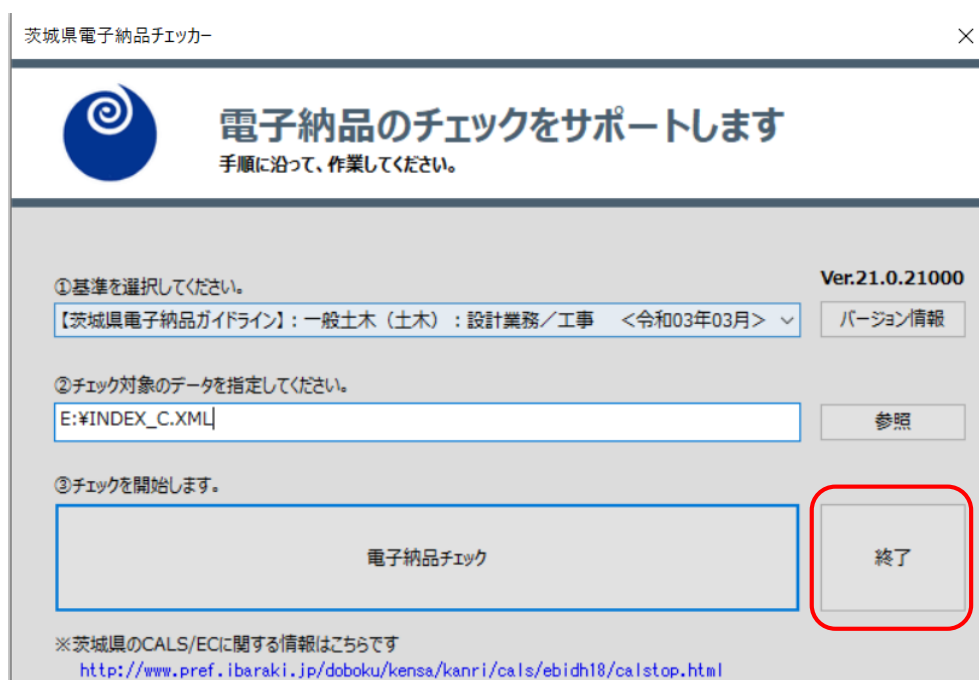 茨城県電子納品チェッカー
電子納品のチェックをサポートします
手順に沿って、作業してください。
①基準を選択してください。
Ver.21.0.21000
【茨城県電子納品ガイドライン】:一般土木(土木):設計業務/工事 <令和03年03月>
バージョン情報
②チェック対象のデータを指定してください。
E:¥INDEX_C.XML
参照
③チェックを開始します。
電子納品チェック
終了
※茨城県のCALS/ECに関する情報はこちらです
http://www.pref.ibaraki.jp/doboku/kensa/kanri/cals/ebidh18/calstop.html